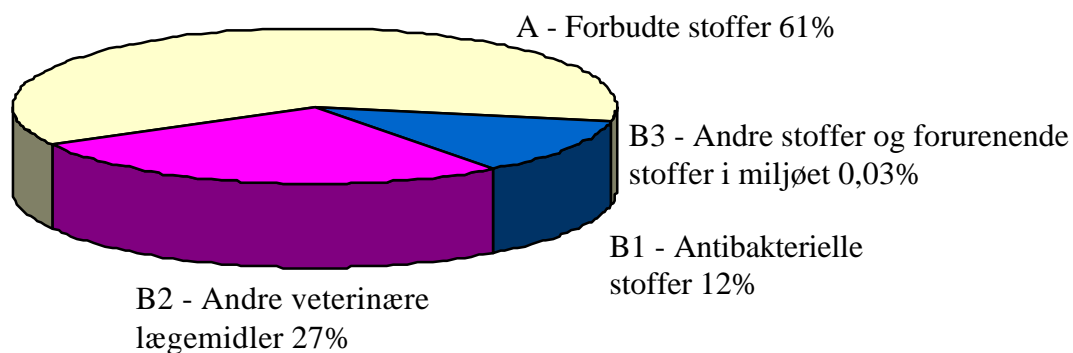 A - Forbudte stoffer 61%
B3 - Andre stoffer og forurenende
stoffer i miljøet 0,03%
B1 - Antibakterielle
stoffer 12%
B2 - Andre veterinære
lægemidler 27%